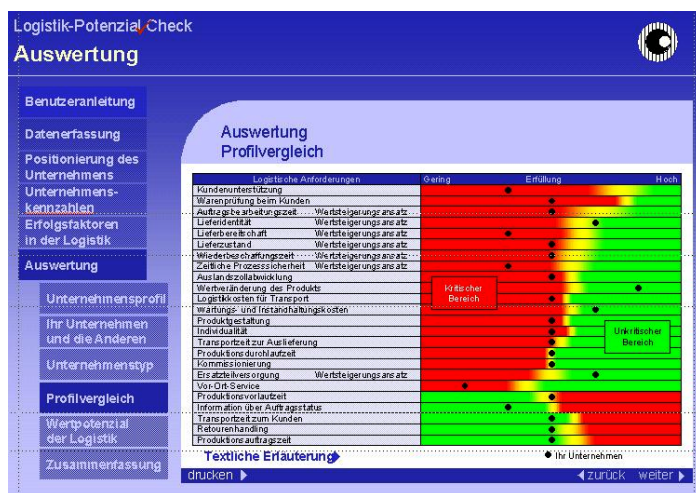 Logistik-Potenzial✓Check
Auswertung
Benutzeranleitung
Datenerfassung
Positionierung des
Unternehmens
Unternehmens-
kennzahlen
Erfolgsfaktoren
in der Logistik
Auswertung
Unternehmensprofil
Ihr Unternehmen
und die Anderen
Unternehmenstyp
Profilvergleich
Wertpotenzial
der Logistik
Zusammenfassung
Auswertung
Profilvergleich
Logistische Anforderungen Gering Erfüllung Hoch
Kundenunterstützung
Warenprüfung beim Kunden
Auftragsbearbeitungszeit Wertsteigerungsansatz
Lieferidentität Wertsteigerungsansatz
Lieferbereitschaft Wertsteigerungsansatz
Lieferzustand Wertsteigerungsansatz
Wiederbeschaffungszeit Wertsteigerungsansatz
Zeitliche Prozesssicherheit Wertsteigerungsansatz
Auslandszollabwicklung
Wertveränderung des Produkts
Logistikkosten für Transport
Wartungs- und Instandhaltungskosten
Produktgestaltung
Individualität
Transportzeit zur Auslieferung
Produktionsdurchlaufzeit
Kommissionierung
Ersatzteilversorgung Wertsteigerungsansatz
Vor-Ort-Service
Produktionsvorlaufzeit
Information über Auftragsstatus
Transportzeit zum Kunden
Retourenhandling
Produktionsauftragszeit
Kritischer
Bereich
Unkritischer
Bereich
Textliche Erläuterung
Ihr Unternehmen
drucken
zurück weiter